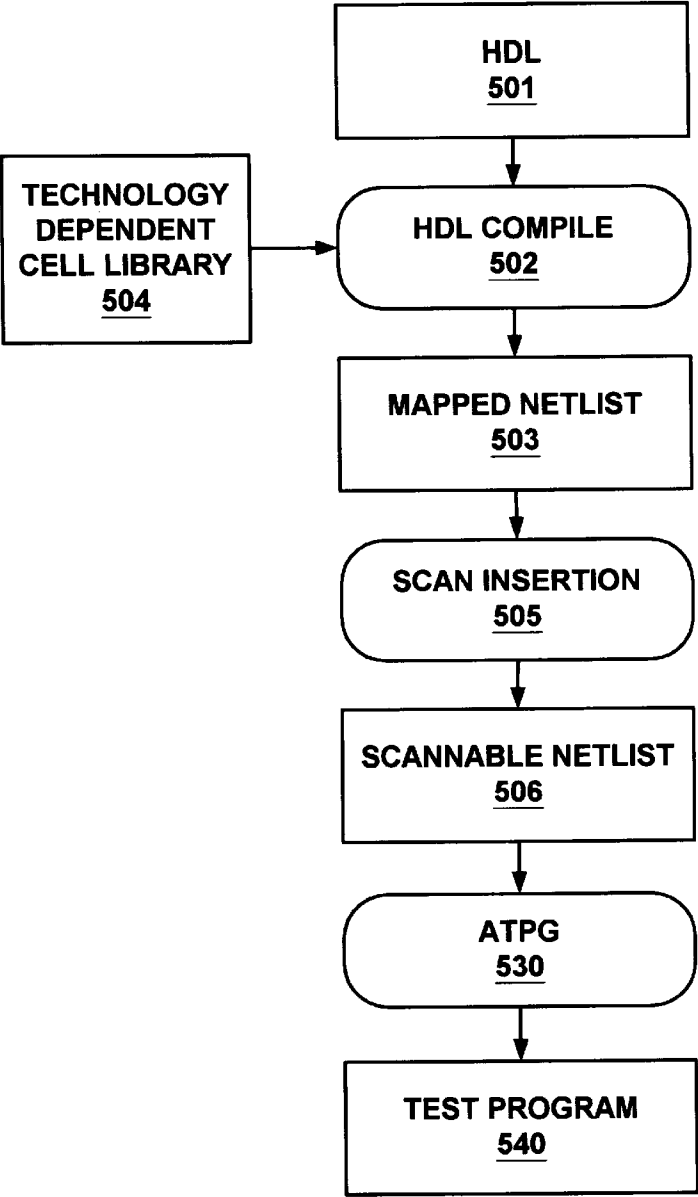 HDL
501
TECHNOLOGY
DEPENDENT
CELL LIBRARY
504
HDL COMPILE
502
MAPPED NETLIST
503
SCAN INSERTION
505
SCANNABLE NETLIST
506
ATPG
530
TEST PROGRAM
540